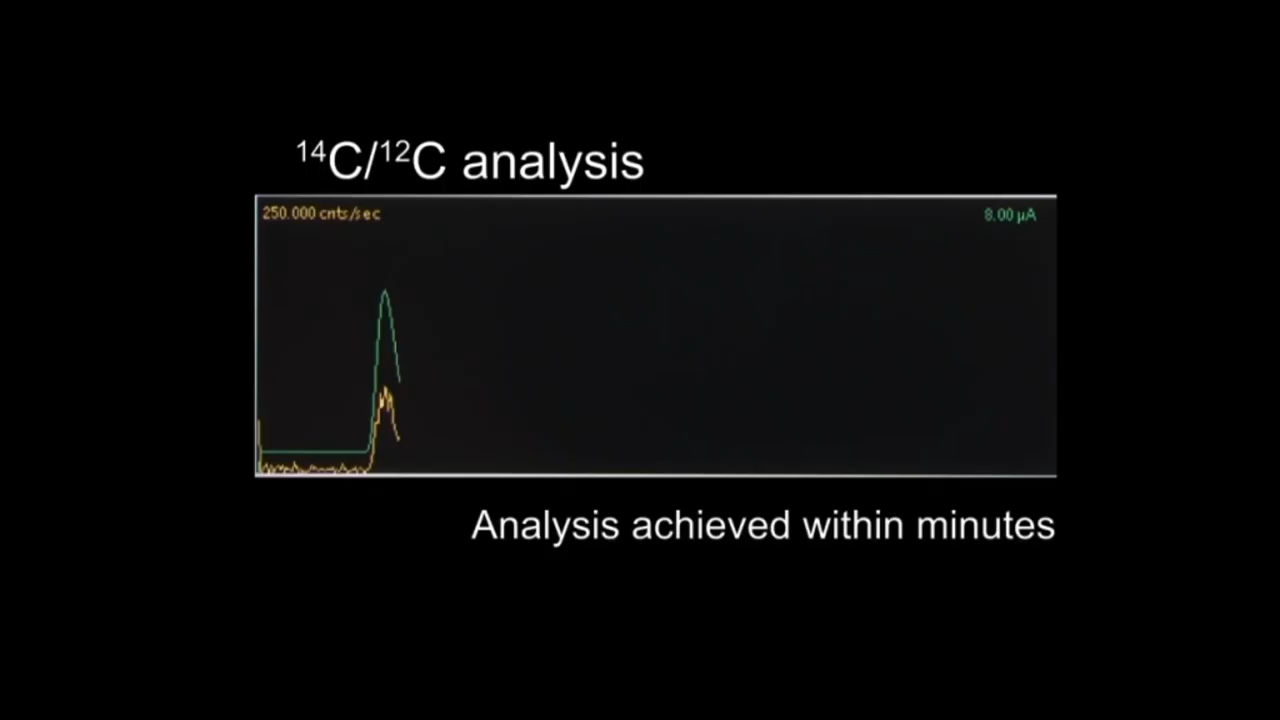 ¹⁴C/¹²C analysis
250.000 cnts/sec
8.00 µA
Analysis achieved within minutes